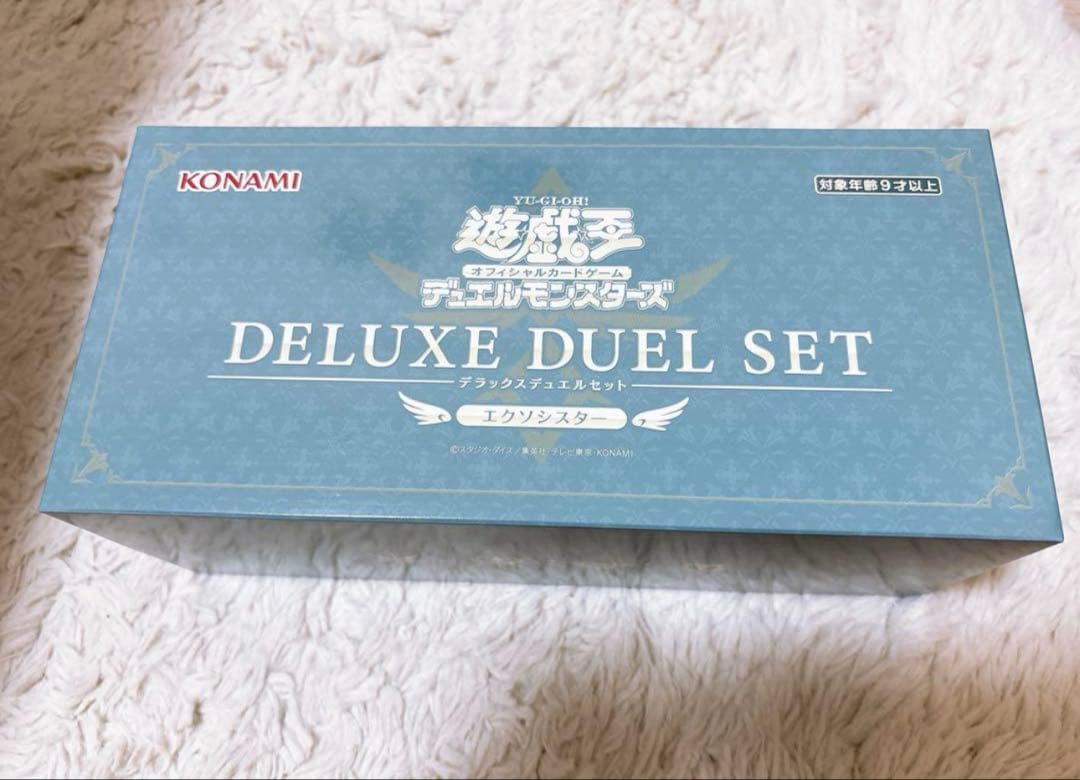 KONAMI
対象年齢9才以上
YU-GI-OH!
遊戯王
オフィシャルカードゲーム
デュエルモンスターズ
DELUXE DUEL SET
デラックスデュエルセット
エクソシスター
©スタジオ・ダイス/集英社・テレビ東京・KONAMI